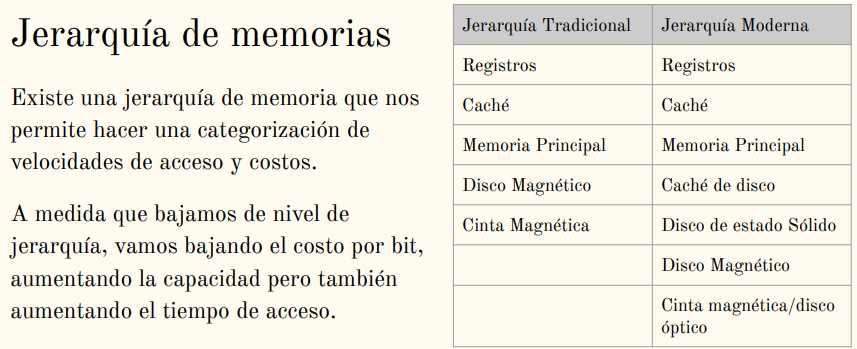 Jerarquía de memorias
Existe una jerarquía de memoria que nos
permite hacer una categorización de
velocidades de acceso y costos.
A medida que bajamos de nivel de
jerarquía, vamos bajando el costo por bit,
aumentando la capacidad pero también
aumentando el tiempo de acceso.
Jerarquía Tradicional Jerarquía Moderna
Registros Registros
Caché Caché
Memoria Principal Memoria Principal
Disco Magnético Caché de disco
Cinta Magnética Disco de estado Sólido
Disco Magnético
Cinta magnética/disco
óptico